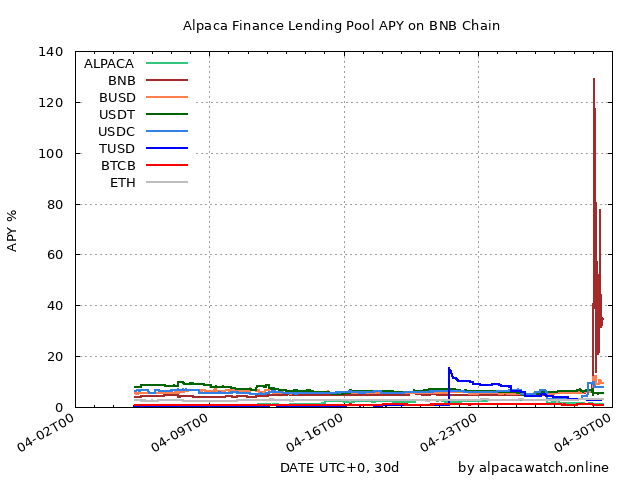 Alpaca Finance Lending Pool APY on BNB Chain
140
120
100
80
60
40
20
0
APY %
ALPACA
BNB
BUSD
USDT
USDC
TUSD
BTCB
ETH
04-02T00
04-09T00
04-16T00
04-23T00
04-30T00
DATE UTC+0, 30d
by alpacawatch.online